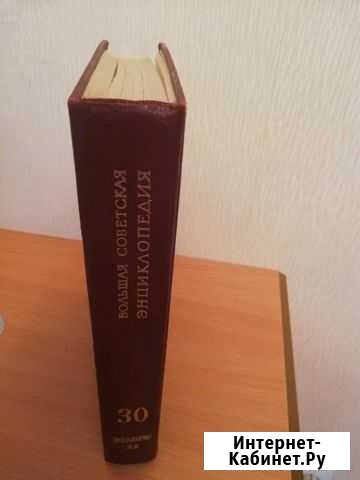 БОЛЬШАЯ СОВЕТСКАЯ
ЭНЦИКЛОПЕДИЯ
30
Интернет-
Кабинет.Ру